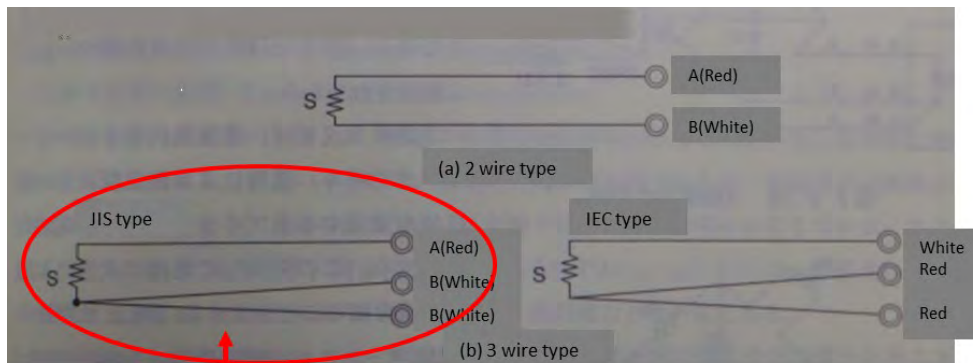 A(Red)
S
B(White)
(a) 2 wire type
JIS type
IEC type
A(Red)
White
S
B(White)
S
Red
B(White)
Red
(b) 3 wire type